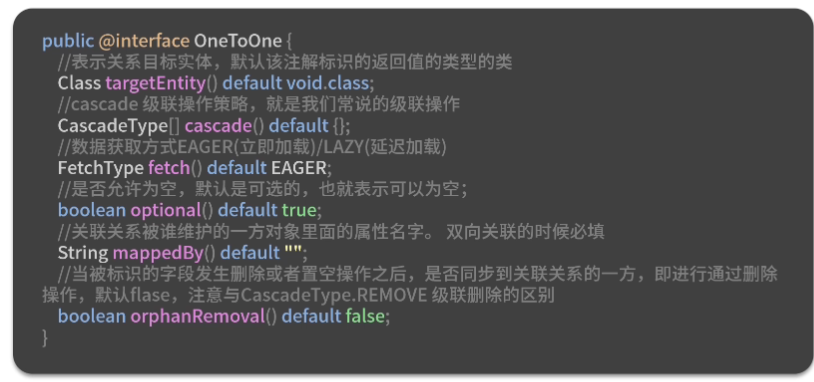 public @interface OneToOne {
//表示关系目标实体，默认该注解标识的返回值的类型的类
Class targetEntity() default void.class;
//cascade 级联操作策略，就是我们常说的级联操作
CascadeType[] cascade() default {};
//数据获取方式EAGER(立即加载)/LAZY(延迟加载)
FetchType fetch() default EAGER;
//是否允许为空，默认是可选的，也就表示可以为空；
boolean optional() default true;
//关联关系被谁维护的一方对象里面的属性名字。 双向关联的时候必填
String mappedBy() default "";
//当被标识的字段发生删除或者置空操作之后，是否同步到关联关系的一方，即进行通过删除
操作，默认flase，注意与CascadeType.REMOVE 级联删除的区别
boolean orphanRemoval() default false;
}